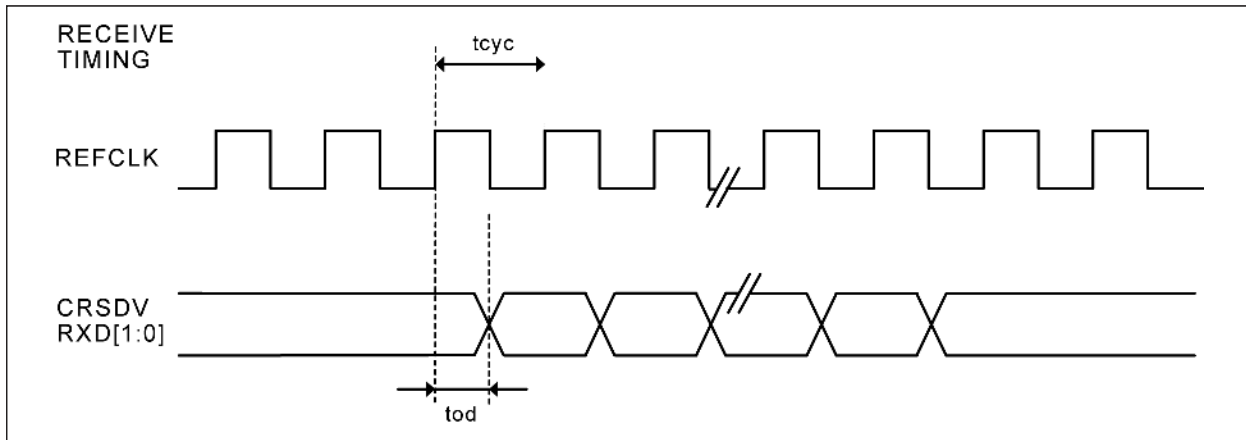 RECEIVE
TIMING
tcyc
REFCLK
CRSDV
RXD[1:0]
tod